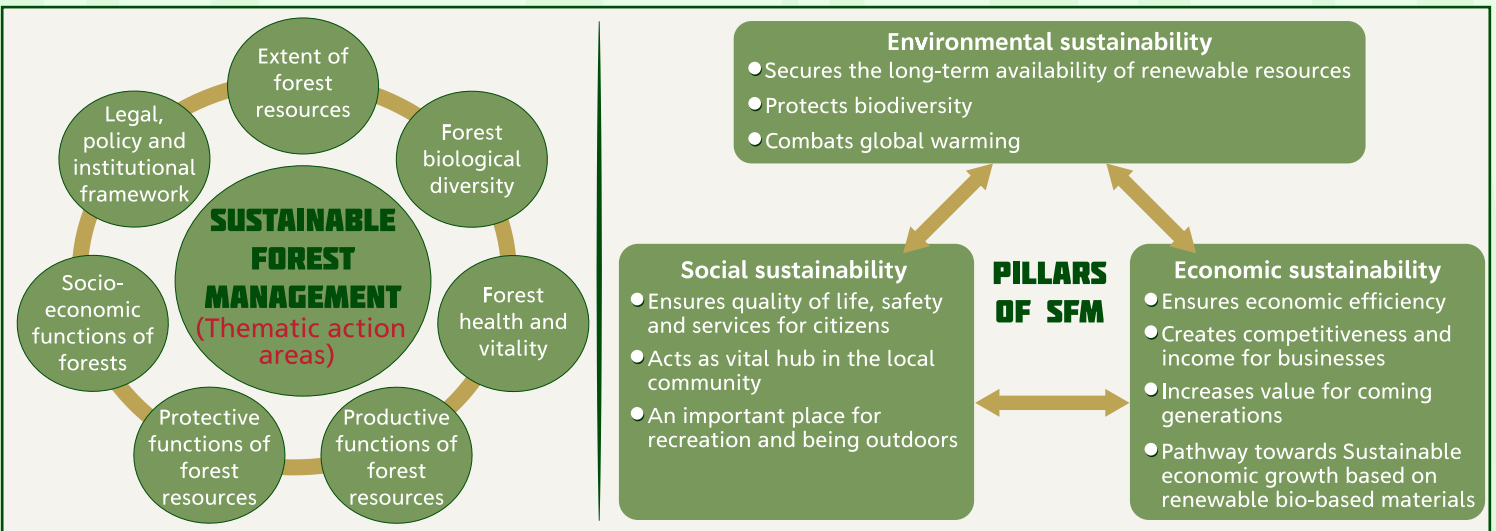 Extent of
forest
resources
Forest
biological
diversity
Forest
health and
vitality
Productive
functions of
forest
resources
Protective
functions of
forest
resources
Socio-
economic
functions of
forests
Legal,
policy and
institutional
framework
SUSTAINABLE
FOREST
MANAGEMENT
(Thematic action
areas)
Environmental sustainability
Secures the long-term availability of renewable resources
Protects biodiversity
Combats global warming
Social sustainability
Ensures quality of life, safety
and services for citizens
Acts as vital hub in the local
community
An important place for
recreation and being outdoors
PILLARS
OF SFM
Economic sustainability
Ensures economic efficiency
Creates competitiveness and
income for businesses
Increases value for coming
generations
Pathway towards Sustainable
economic growth based on
renewable bio-based materials